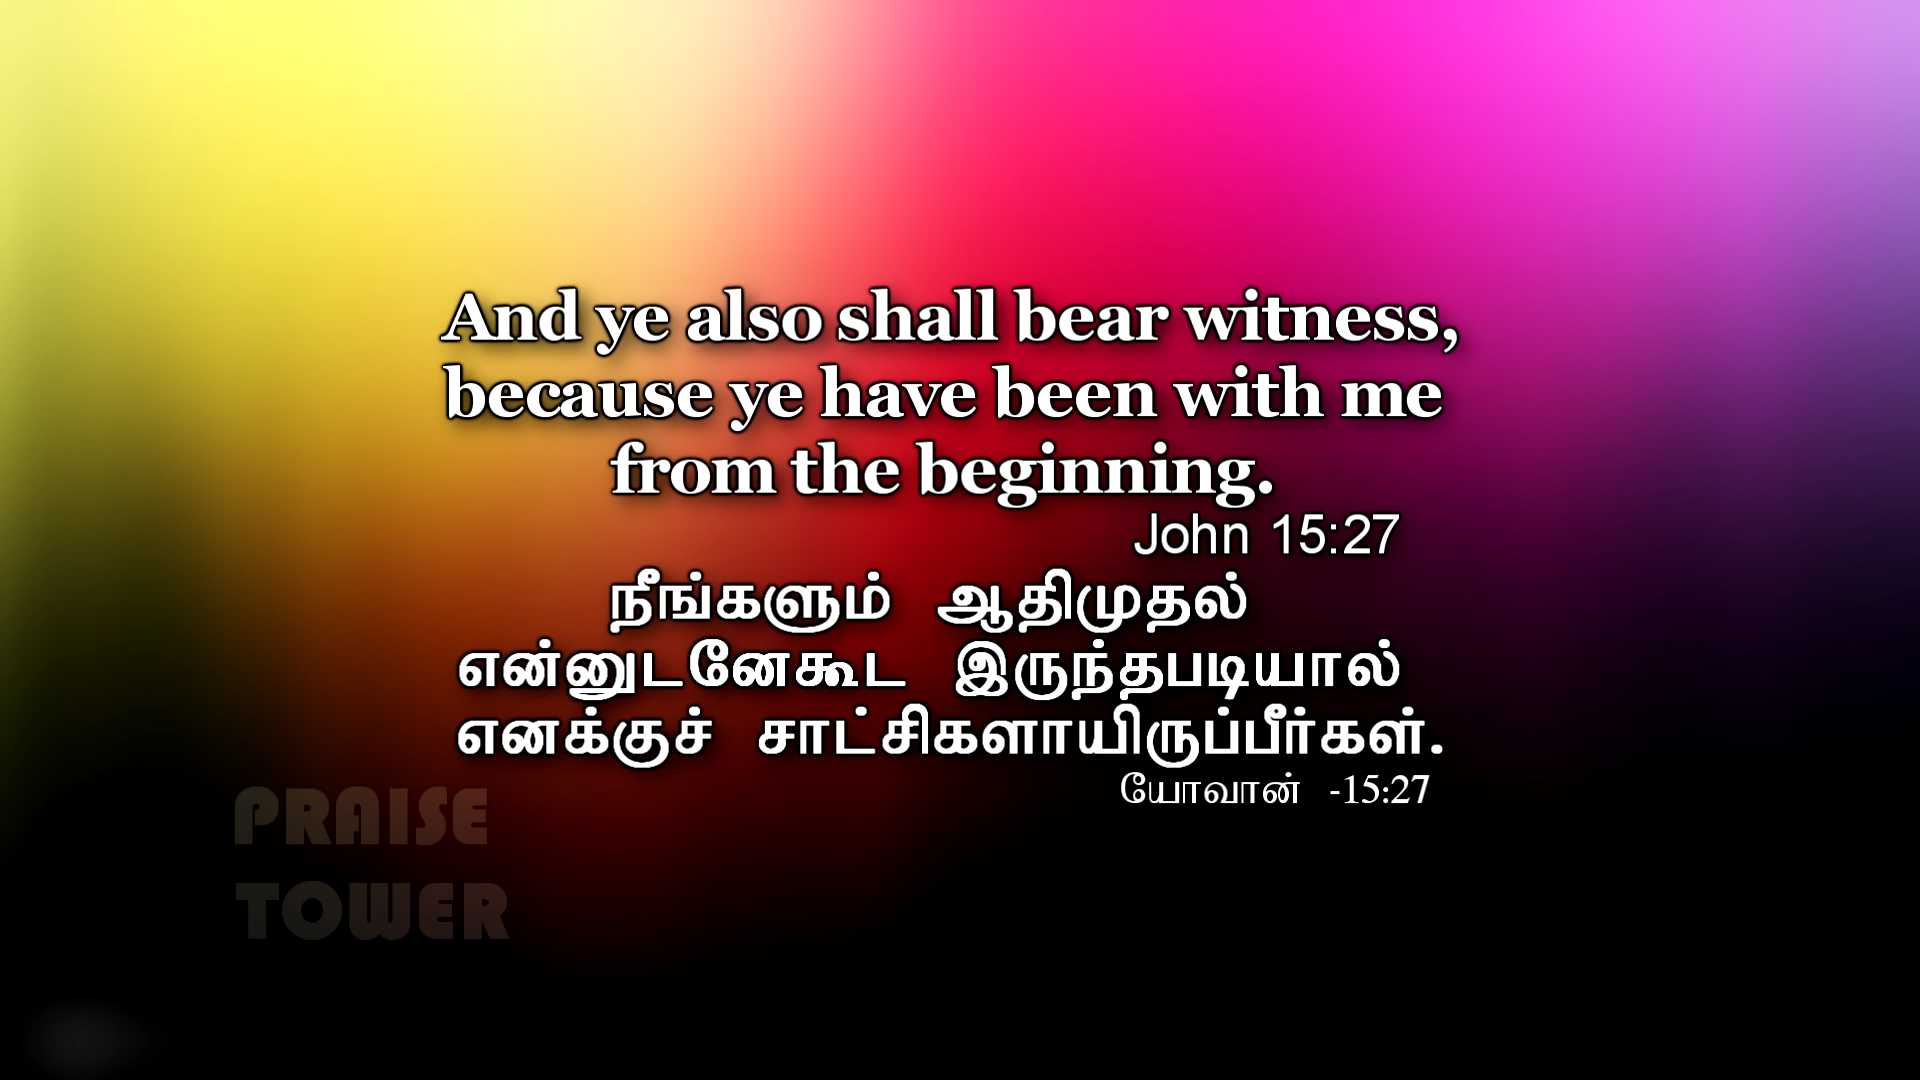 And ye also shall bear witness,
because ye have been with me
from the beginning.
John 15:27
நீங்களும் ஆதிமுதல்
என்னுடனேகூட இருந்தபடியால்
எனக்குச் சாட்சிகளாயிருப்பீர்கள்.
யோவான் -15:27
PRAISE
TOWER